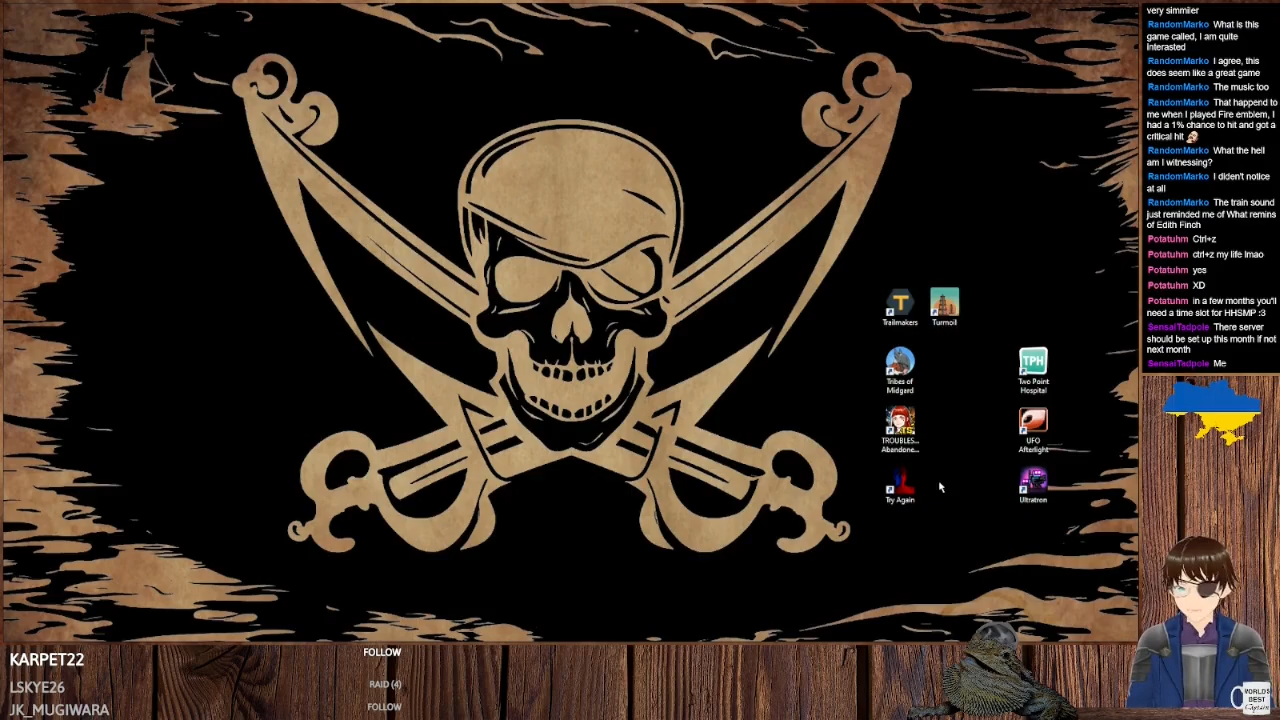 very simmiler
RandomMarko What is this
game called, I am quite
Interasted
RandomMarko I agree, this
does seem like a great game
RandomMarko The music too
RandomMarko That happend to
me when I played Fire emblem, I
had a 1% chance to hit and got a
critical hit
RandomMarko What the hell
am I witnessing?
RandomMarko I diden't notice
at all
RandomMarko The train sound
just reminded me of What remins
of Edith Finch
Potatuhm Ctrl+z
Potatuhm ctrl+z my life lmao
Potatuhm yes
Potatuhm XD
Potatuhm in a few months you'll
need a time slot for HHSMP :3
SensaiTadpole There server
should be set up this month if not
next month
SensaiTadpole Me
T
Trailmakers
Turmoil
Tribes of
Midgard
TPH
Two Point
Hospital
TROUBLES...
Abandone...
UFO
Afterlight
Try Again
Ultratron
KARPET22
FOLLOW
LSKYE26
RAID (4)
JK_MUGIWARA
FOLLOW
WORLD'S
BEST
Captain